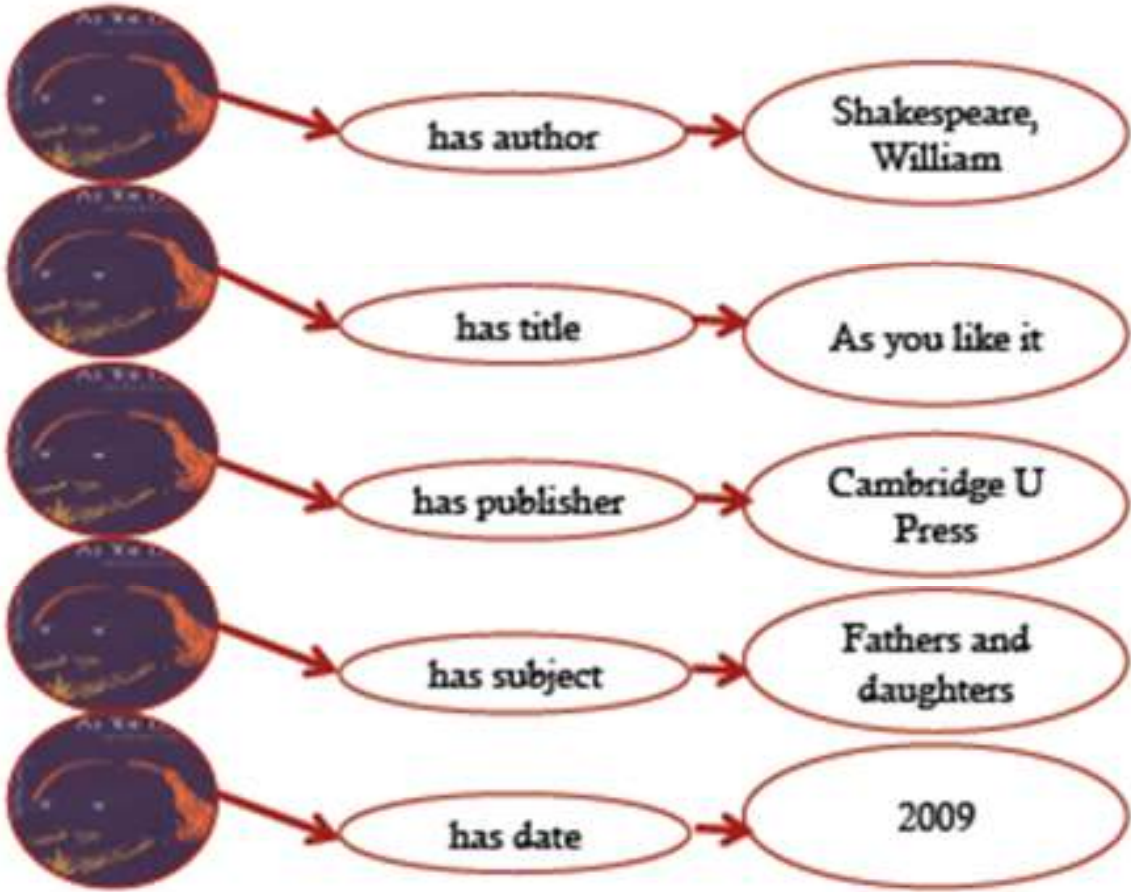 has author
Shakespeare,
William
has title
As you like it
has publisher
Cambridge U
Press
has subject
Fathers and
daughters
has date
2009